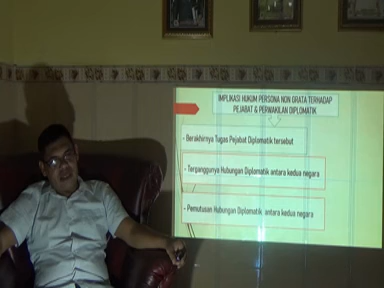 IMPLIKASI HUKUM PERSONA NON GRATA TERHADAP
PEJABAT & PERWAKILAN DIPLOMATIK
- Berakhirnya Tugas Pejabat Diplomatik tersebut
- Terganggunya Hubungan Diplomatik antara kedua negara
- Pemutusan Hubungan Diplomatik antara kedua negara